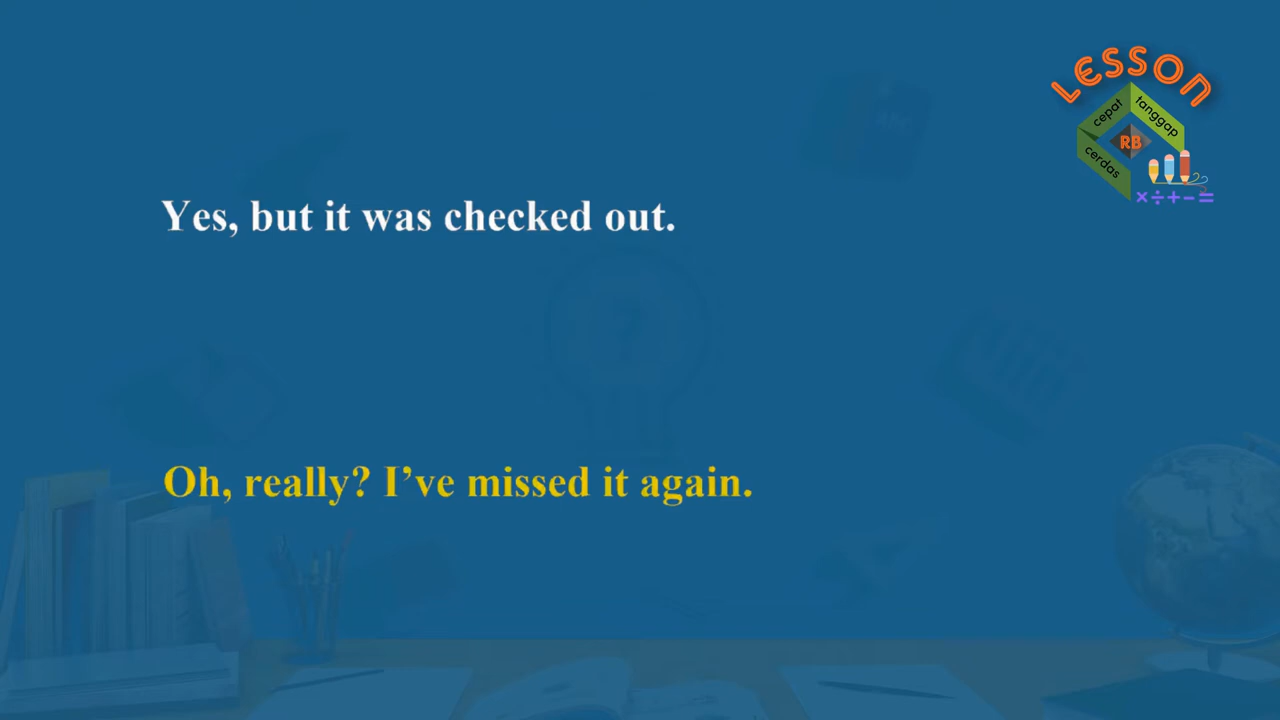 LESSON
cepat
tanggap
RB
cerdas
×÷+-=
Yes, but it was checked out.
Oh, really? I’ve missed it again.